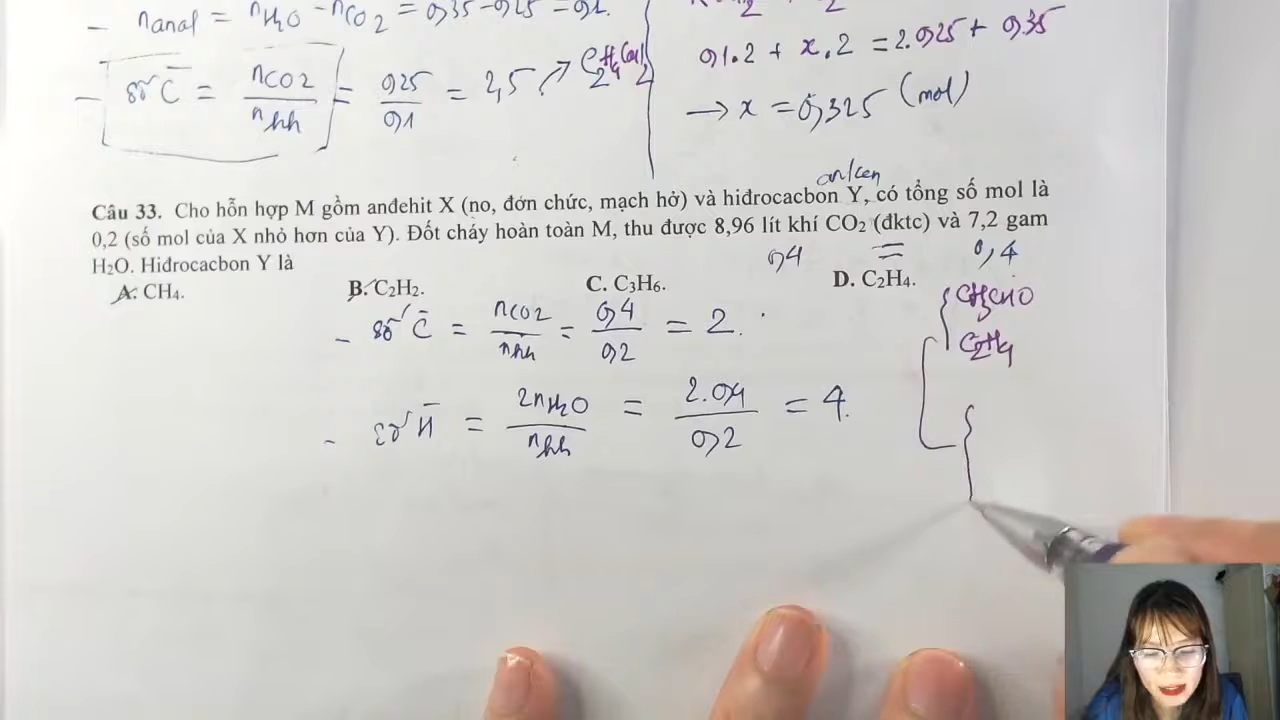 - n_anđ = nH2O - nCO2 = 0,35 - 0,25 = 0,1.
- số C̅ = nCO2 / nhh = 0,25 / 0,1 = 2,5
0,1.2 + x.2 = 2.0,25 + 0,35
→ x = 0,325 (mol)
anken
Câu 33. Cho hỗn hợp M gồm anđehit X (no, đơn chức, mạch hở) và hiđrocacbon Y, có tổng số mol là
0,2 (số mol của X nhỏ hơn của Y). Đốt cháy hoàn toàn M, thu được 8,96 lít khí CO2 (đktc) và 7,2 gam
H2O. Hiđrocacbon Y là
0,4 = 0,4
A. CH4. B. C2H2. C. C3H6. D. C2H4.
- số C̅ = nCO2 / nhh = 0,4 / 0,2 = 2.
CH3CHO
C2H4
- số H̅ = 2nH2O / nhh = 2.0,4 / 0,2 = 4.